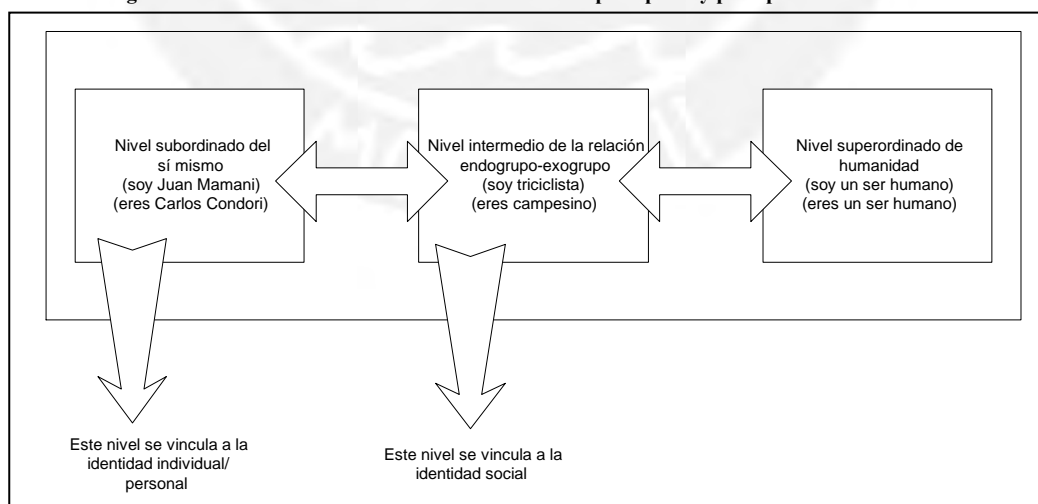 Nivel subordinado del
sí mismo
(soy Juan Mamani)
(eres Carlos Condori)
Nivel intermedio de la relación
endogrupo-exogrupo
(soy triciclista)
(eres campesino)
Nivel superordinado de
humanidad
(soy un ser humano)
(eres un ser humano)
Este nivel se vincula a la
identidad individual/
personal
Este nivel se vincula a la
identidad social